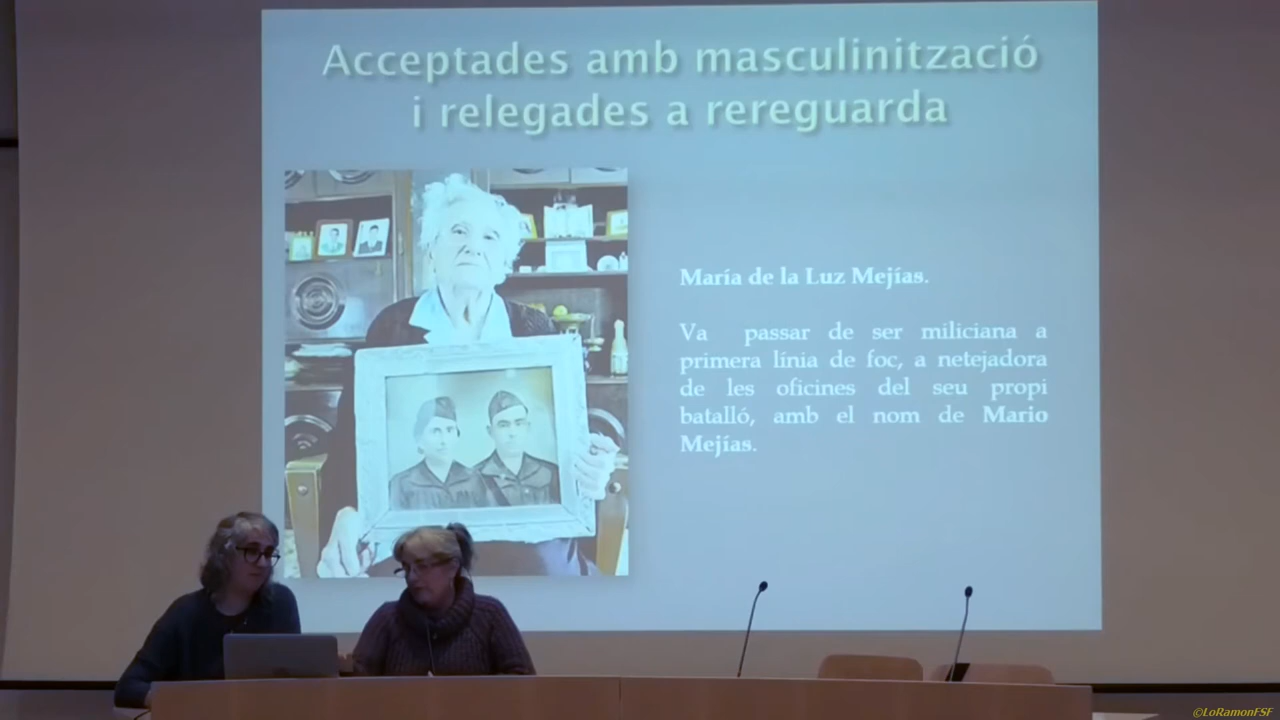 Acceptades amb masculinització
i relegades a rereguarda
María de la Luz Mejías.
Va passar de ser miliciana a
primera línia de foc, a netejadora
de les oficines del seu propi
batalló, amb el nom de Mario
Mejías.
©LoRamonFSF